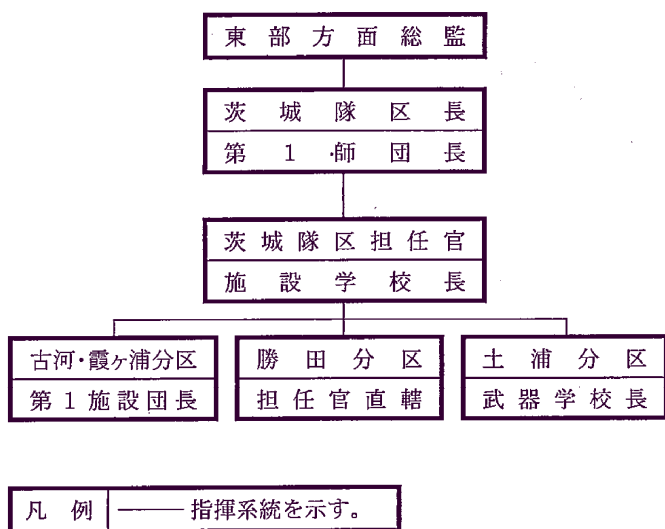 東部方面総監
茨城隊区長
第1師団長
茨城隊区担任官
施設学校長
古河・霞ヶ浦分区
第1施設団長
勝田分区
担任官直轄
土浦分区
武器学校長
凡例 ―― 指揮系統を示す。